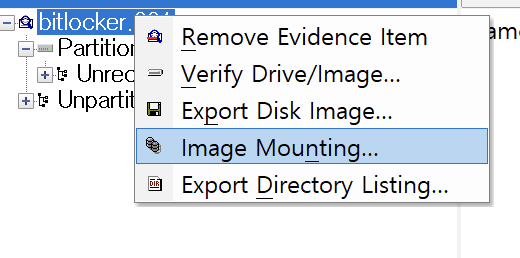 bitlocker.001
Partition
Unrec
Unpartit
Remove Evidence Item
Verify Drive/Image...
Export Disk Image...
Image Mounting...
Export Directory Listing...
ame